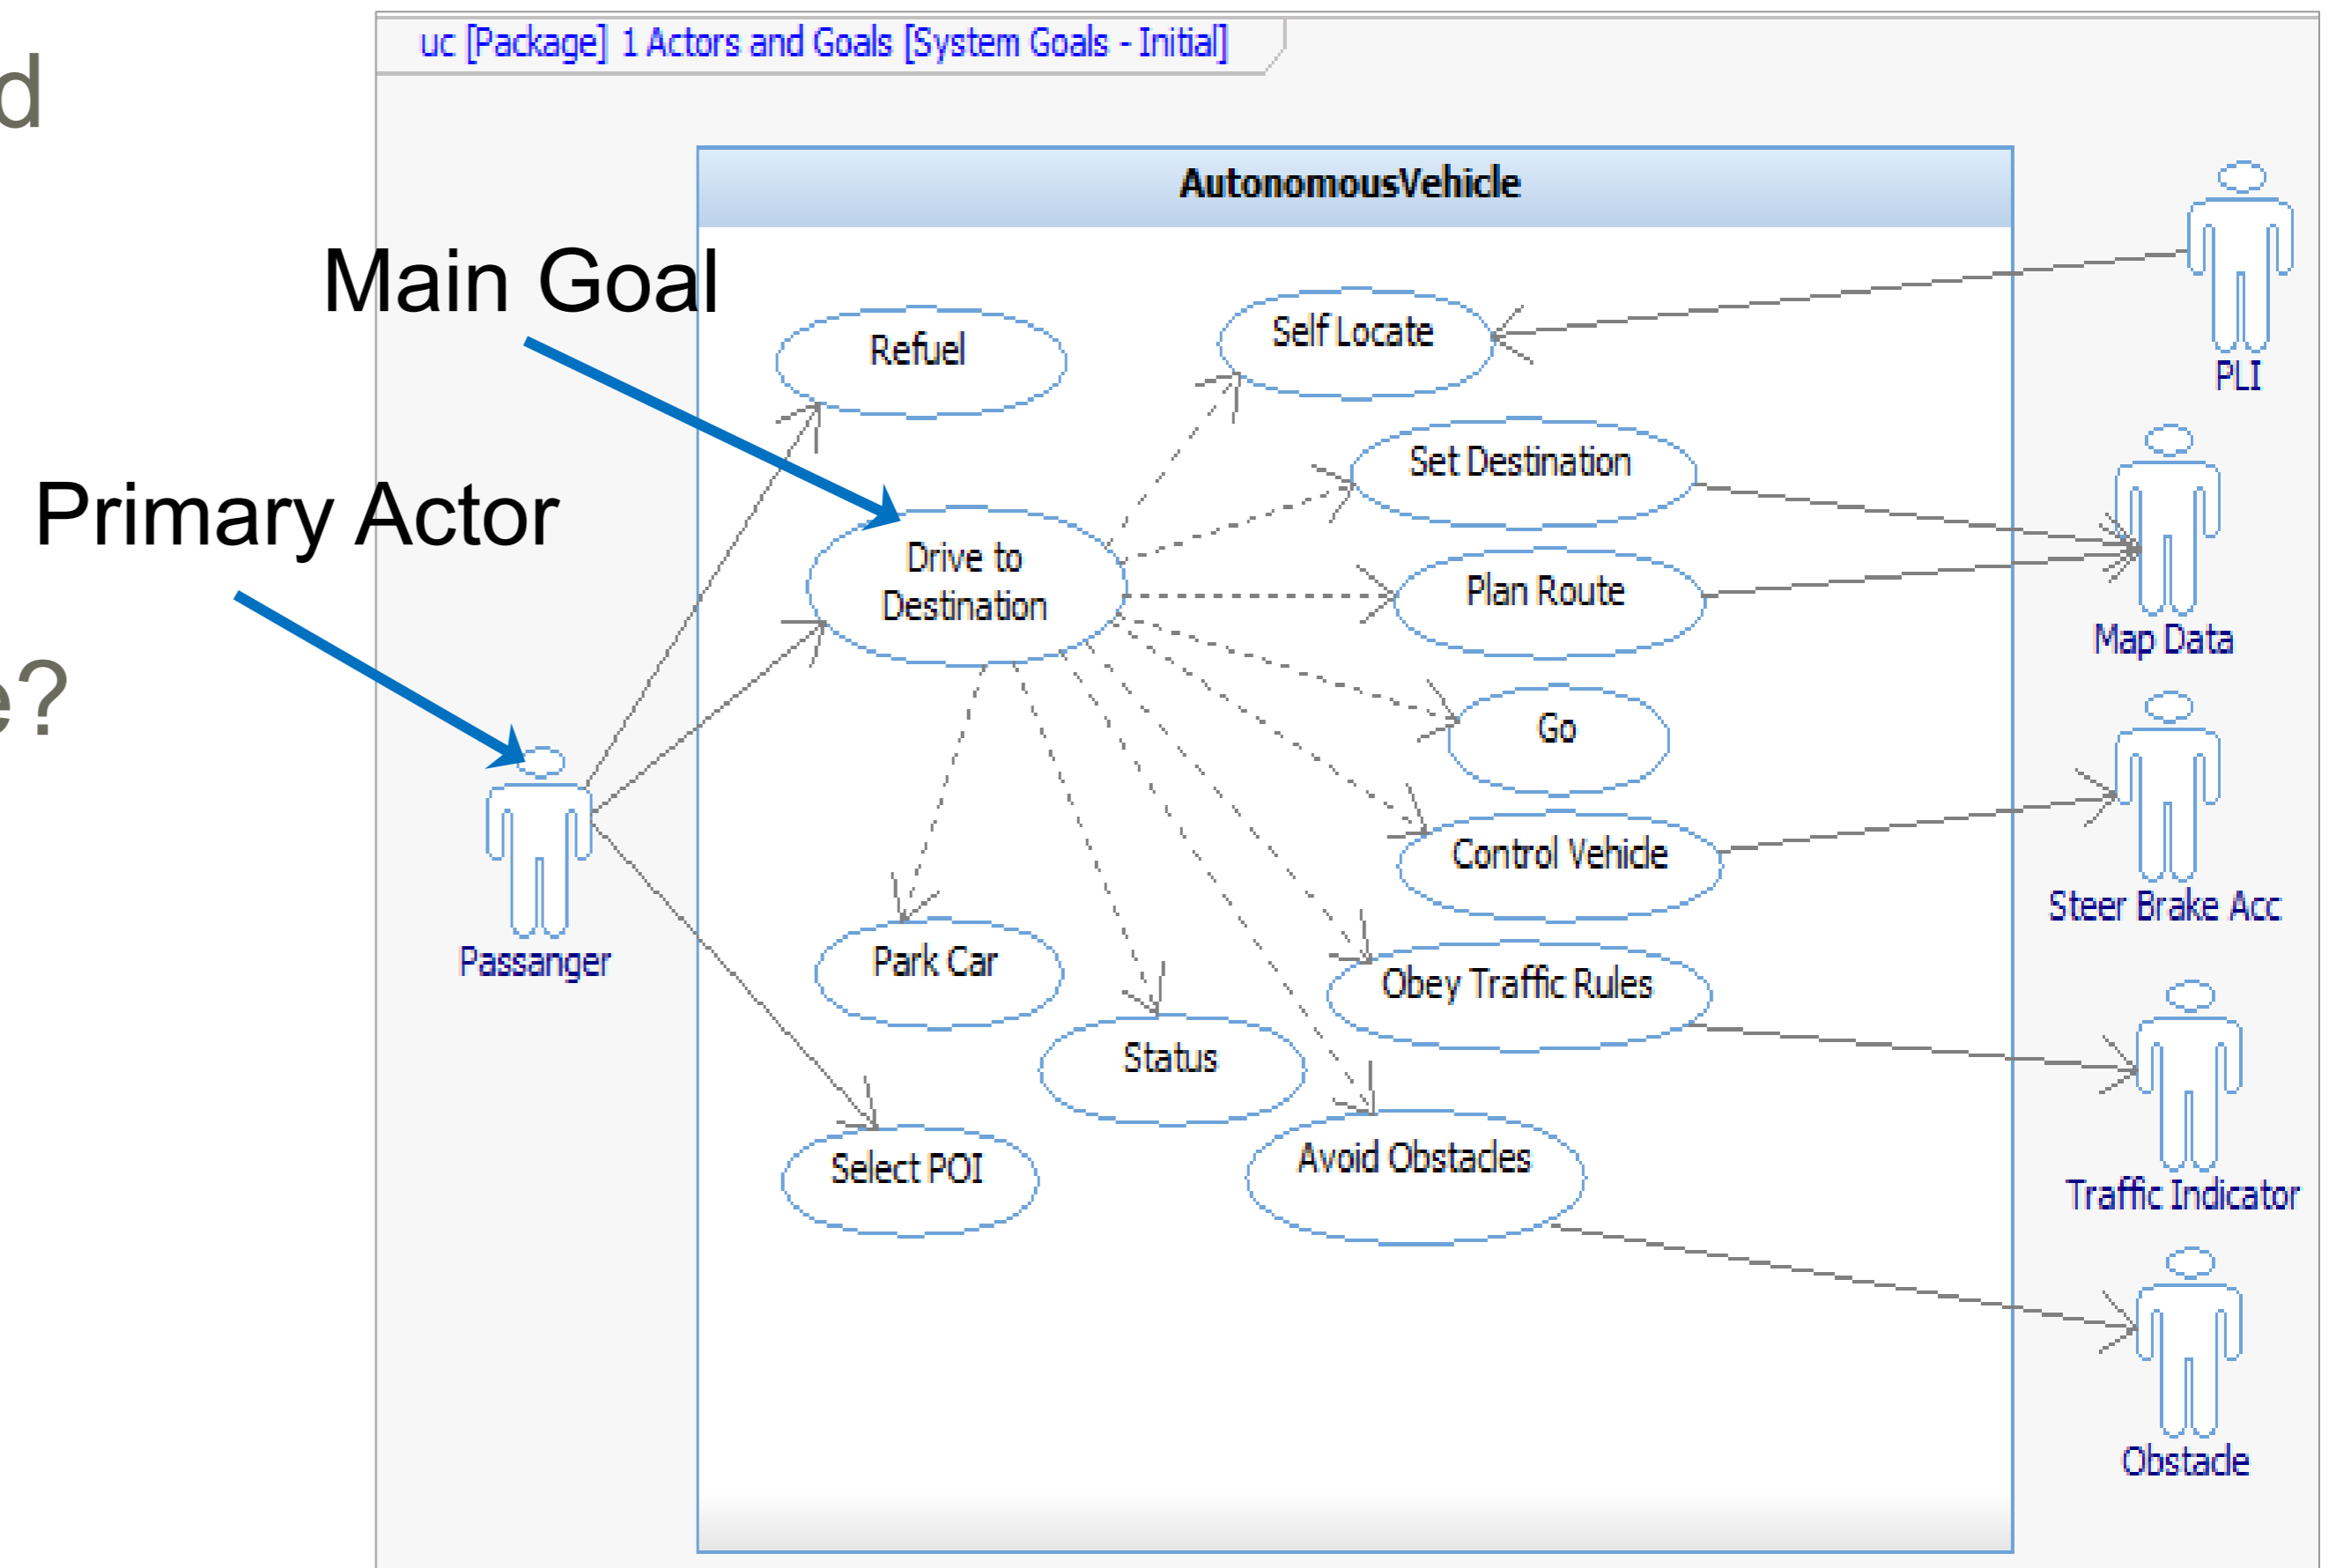 uc [Package] 1 Actors and Goals [System Goals - Initial]
d
AutonomousVehicle
Main Goal
Refuel
Self Locate
PLI
Set Destination
Primary Actor
Drive to
Destination
Plan Route
Map Data
e?
Go
Control Vehicle
Steer Brake Acc
Passanger
Park Car
Obey Traffic Rules
Status
Select POI
Avoid Obstacles
Traffic Indicator
Obstacle